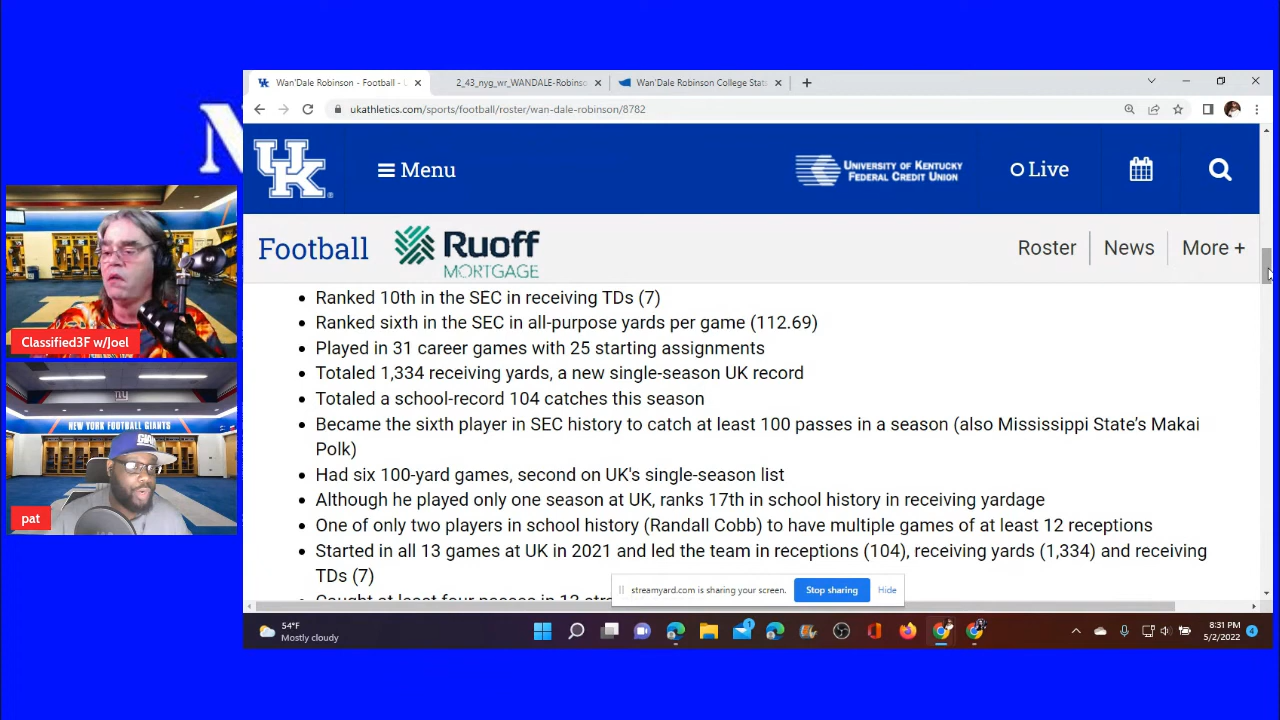 Wan'Dale Robinson - Football - U
2_43_nyg_wr_WANDALE-Robinso
Wan'Dale Robinson College Stat
ukathletics.com/sports/football/roster/wan-dale-robinson/8782
UK
Menu
UNIVERSITY OF KENTUCKY
FEDERAL CREDIT UNION
Live
Football
Ruoff
MORTGAGE
Roster
News
More +
N
• Ranked 10th in the SEC in receiving TDs (7)
• Ranked sixth in the SEC in all-purpose yards per game (112.69)
• Played in 31 career games with 25 starting assignments
• Totaled 1,334 receiving yards, a new single-season UK record
• Totaled a school-record 104 catches this season
• Became the sixth player in SEC history to catch at least 100 passes in a season (also Mississippi State's Makai
Polk)
• Had six 100-yard games, second on UK's single-season list
• Although he played only one season at UK, ranks 17th in school history in receiving yardage
• One of only two players in school history (Randall Cobb) to have multiple games of at least 12 receptions
• Started in all 13 games at UK in 2021 and led the team in receptions (104), receiving yards (1,334) and receiving
TDs (7)
streamyard.com is sharing your screen.
Stop sharing
Hide
Classified3F w/Joel
NEW YORK FOOTBALL GIANTS
pat
54°F
Mostly cloudy
1
8:31 PM
5/2/2022
4